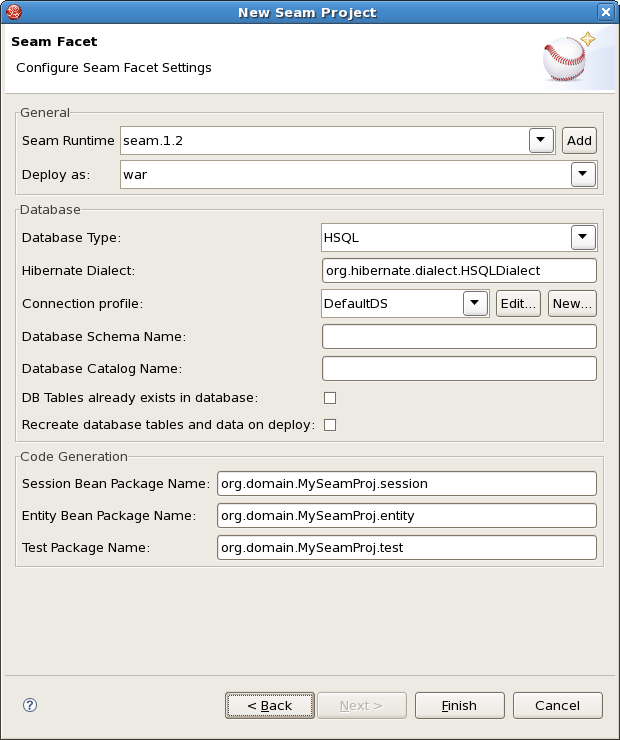 New Seam Project
Seam Facet
Configure Seam Facet Settings
General
Seam Runtime seam.1.2 Add
Deploy as: war
Database
Database Type: HSQL
Hibernate Dialect: org.hibernate.dialect.HSQLDialect
Connection profile: DefaultDS Edit... New...
Database Schema Name:
Database Catalog Name:
DB Tables already exists in database:
Recreate database tables and data on deploy:
Code Generation
Session Bean Package Name: org.domain.MySeamProj.session
Entity Bean Package Name: org.domain.MySeamProj.entity
Test Package Name: org.domain.MySeamProj.test
? < Back Next > Finish Cancel